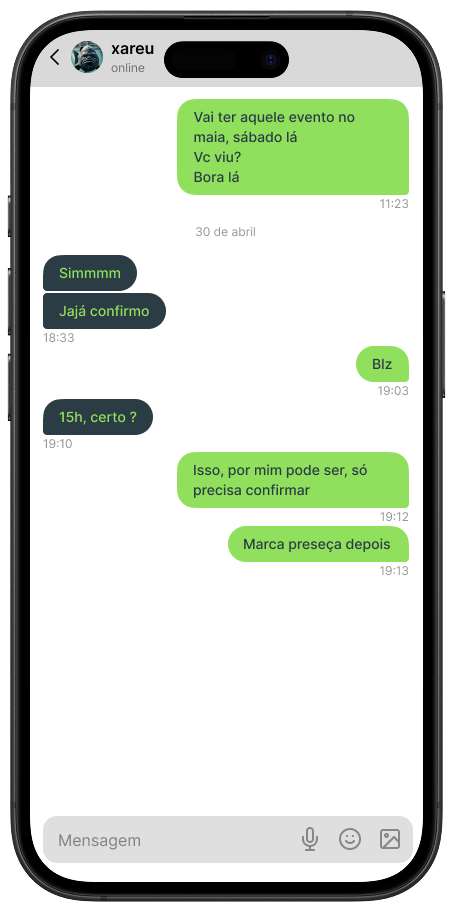 xareu
online
Vai ter aquele evento no
maia, sábado lá
Vc viu?
Bora lá
11:23
30 de abril
Simmmm
Jajá confirmo
18:33
Blz
19:03
15h, certo ?
19:10
Isso, por mim pode ser, só
precisa confirmar
19:12
Marca preseça depois
19:13
Mensagem